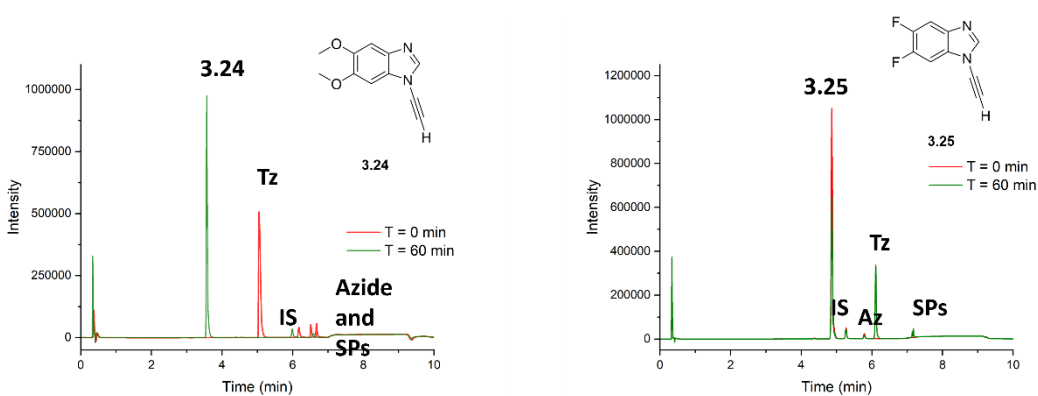 3.24
O
O
N
N
H
3.24
Tz
T = 0 min
T = 60 min
IS
Azide
and
SPs
Intensity
1000000
750000
500000
250000
0
0
2
4
6
8
10
Time (min)
F
F
N
N
H
3.25
3.25
T = 0 min
T = 60 min
Tz
IS
Az
SPs
Intensity
1200000
1000000
800000
600000
400000
200000
0
0
2
4
6
8
10
Time (min)